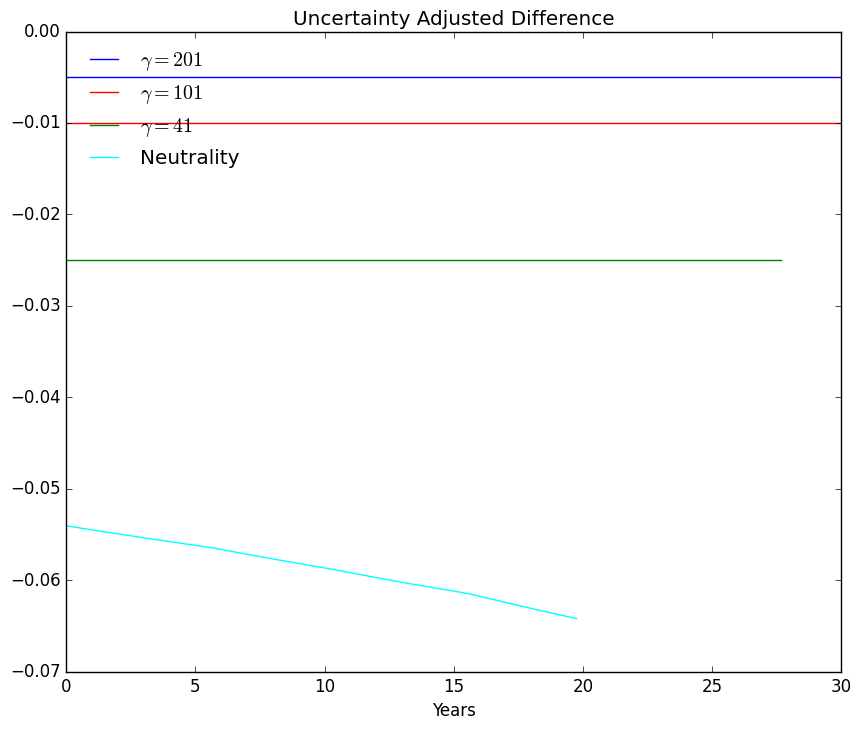 Uncertainty Adjusted Difference
0.00
−0.01
−0.02
−0.03
−0.04
−0.05
−0.06
−0.07
γ = 201
γ = 101
γ = 41
Neutrality
0 5 10 15 20 25 30
Years